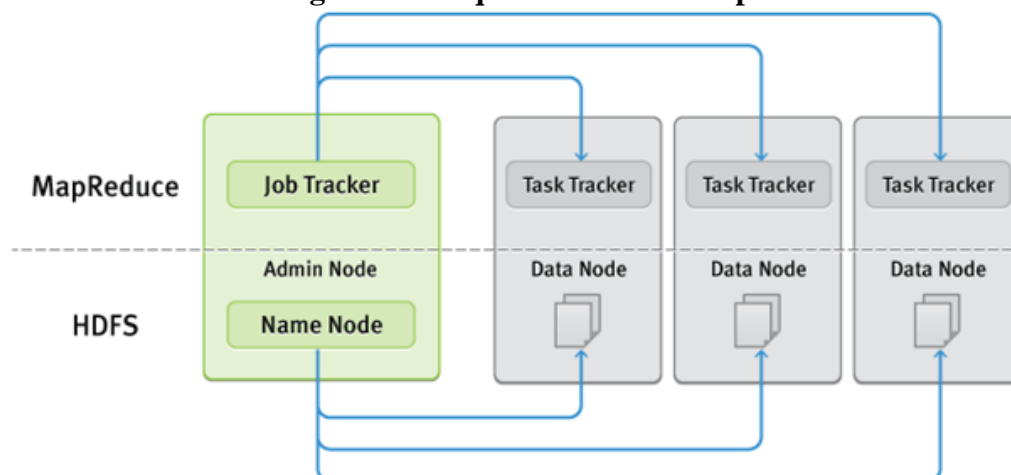 MapReduce
Job Tracker
Task Tracker
Task Tracker
Task Tracker
Admin Node
Data Node
Data Node
Data Node
HDFS
Name Node